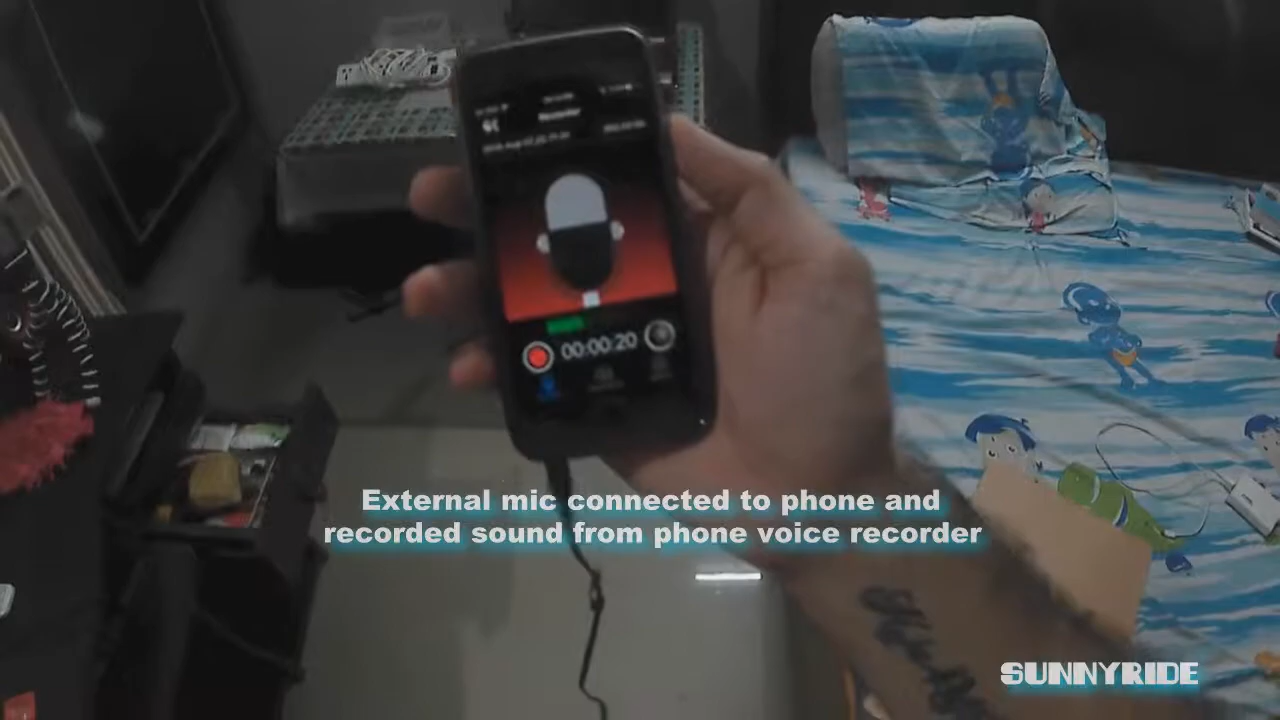 00:00:20
External mic connected to phone and
recorded sound from phone voice recorder
SUNNYRIDE